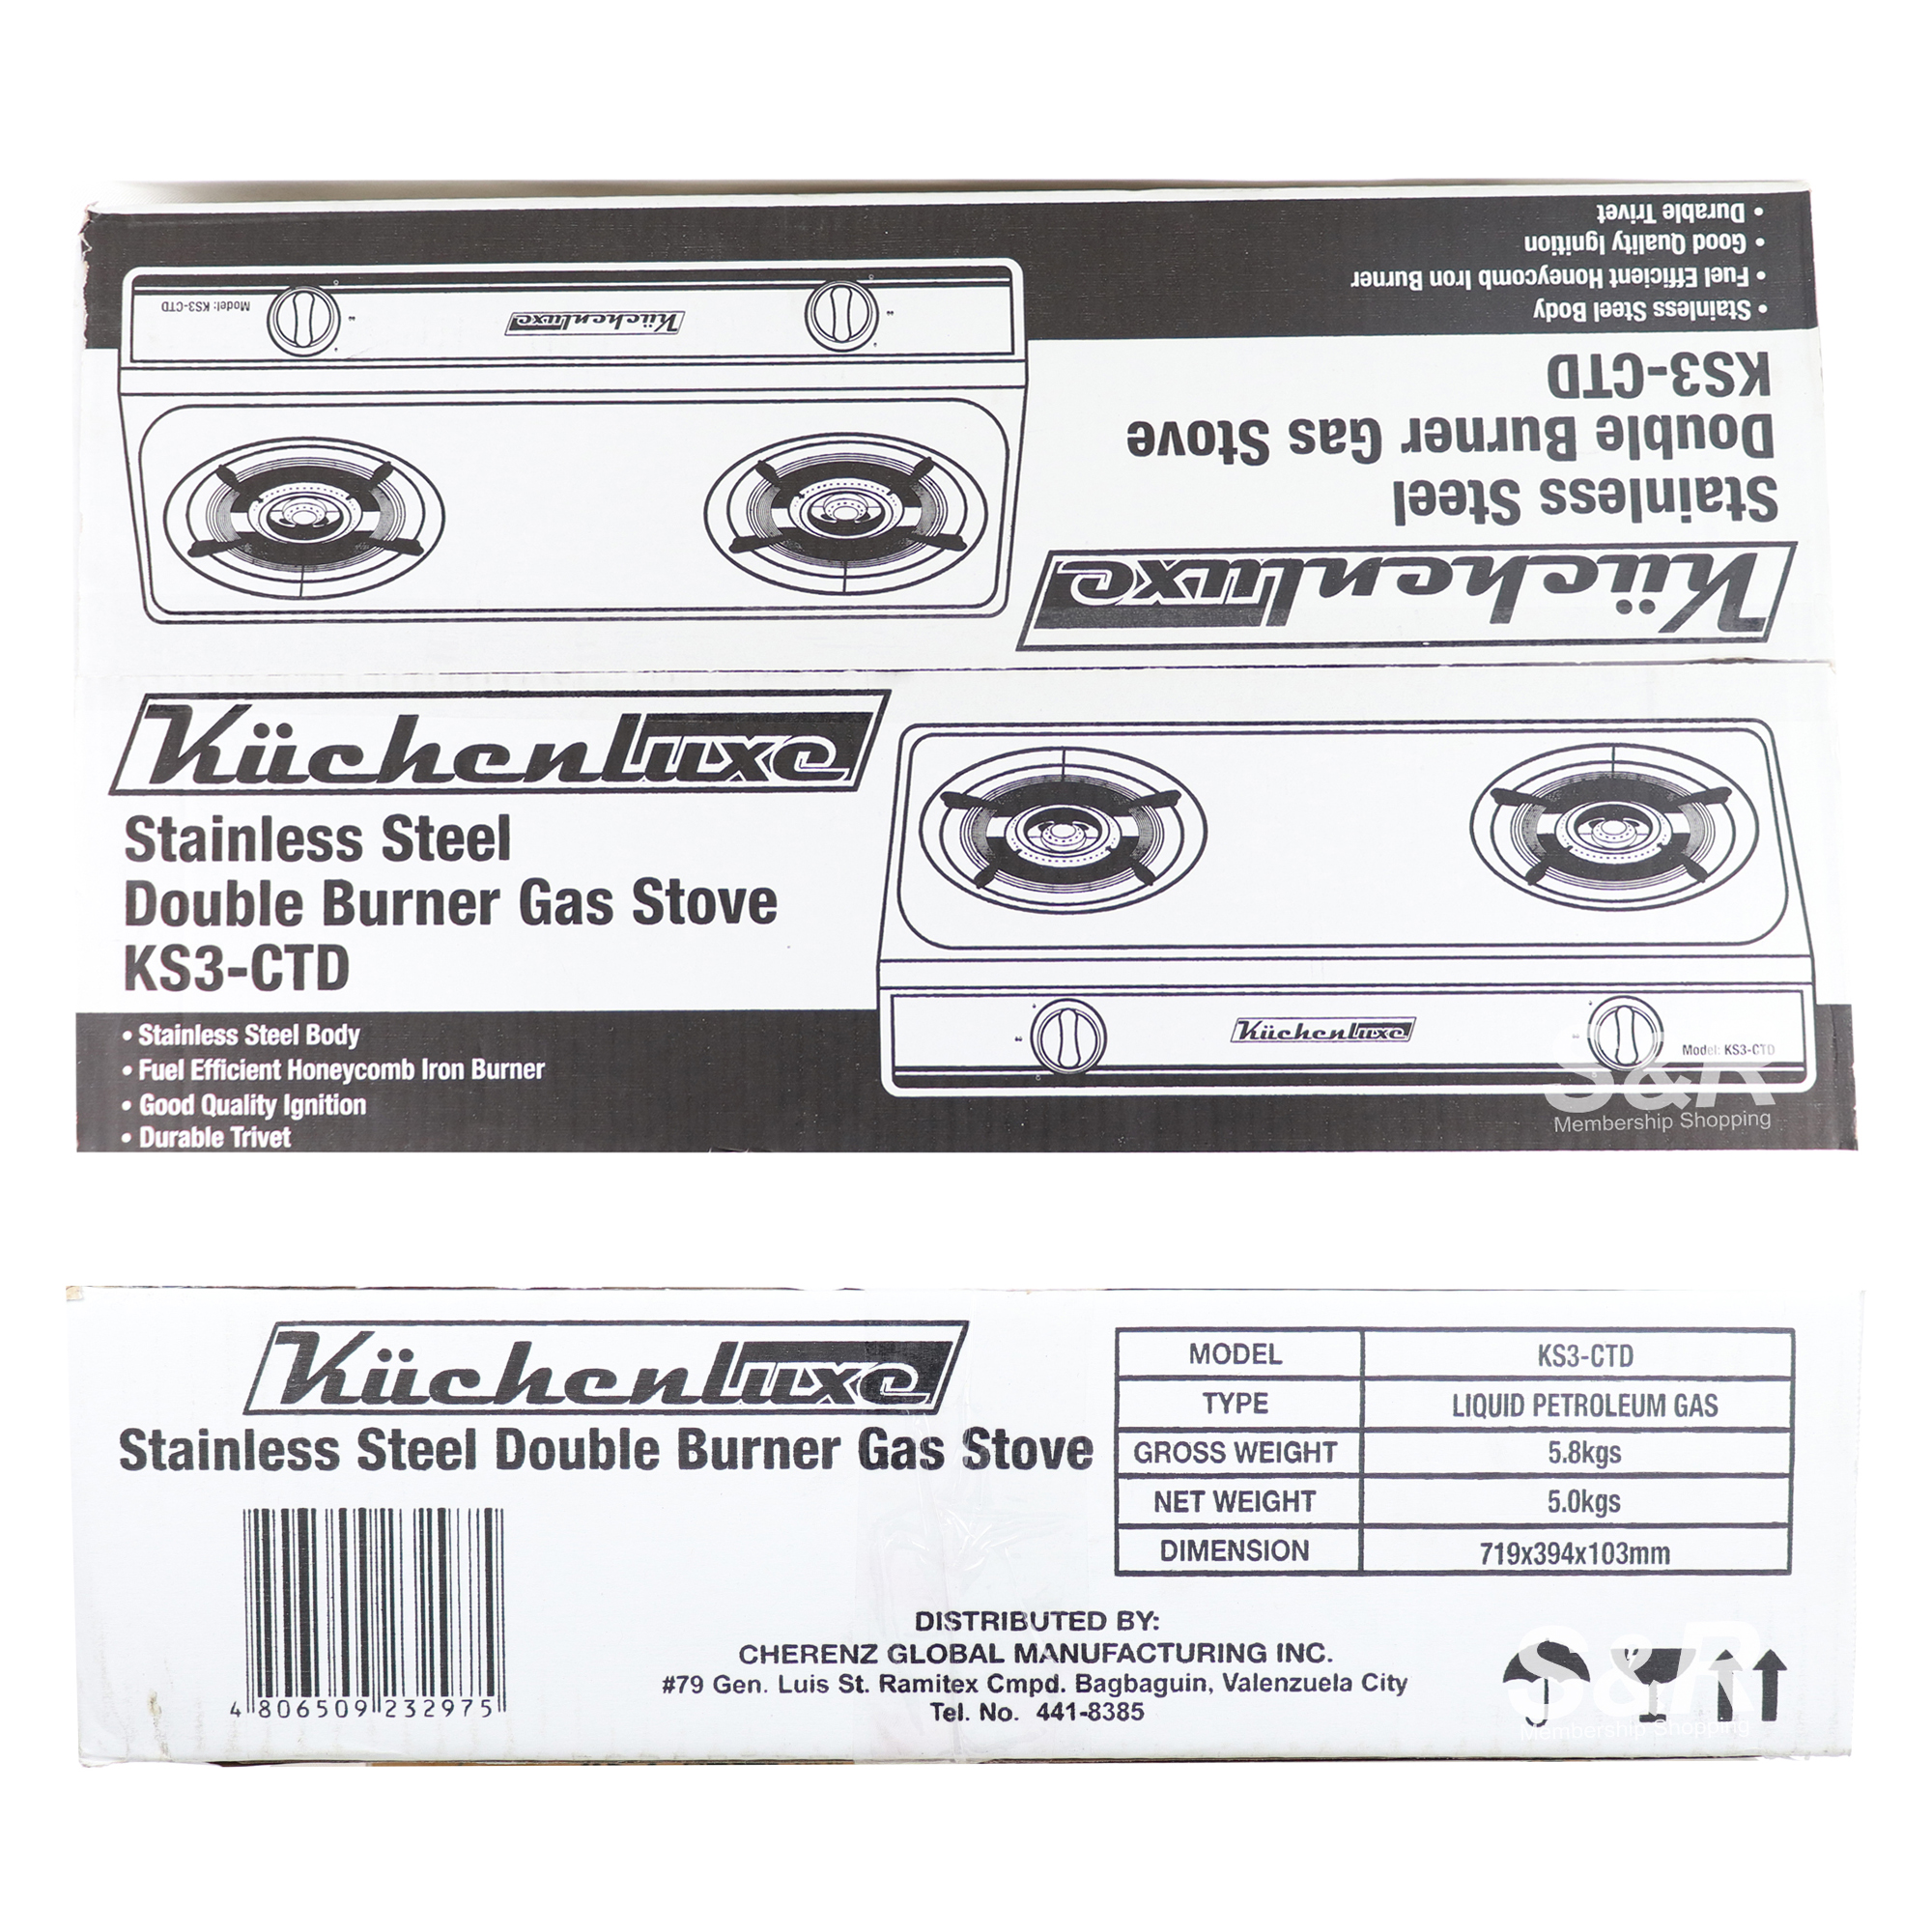 • Durable Trivet
• Good Quality Ignition
• Fuel Efficient Honeycomb Iron Burner
• Stainless Steel Body
Model: KS3-CTD
Küchenluxe
KS3-CTD
Double Burner Gas Stove
Stainless Steel
Küchenluxe
Küchenluxe
Stainless Steel
Double Burner Gas Stove
KS3-CTD
• Stainless Steel Body
• Fuel Efficient Honeycomb Iron Burner
• Good Quality Ignition
• Durable Trivet
Küchenluxe
Model: KS3-CTD
S&R
Membership Shopping
Küchenluxe
Stainless Steel Double Burner Gas Stove
MODEL KS3-CTD
TYPE LIQUID PETROLEUM GAS
GROSS WEIGHT 5.8kgs
NET WEIGHT 5.0kgs
DIMENSION 719x394x103mm
4 806509 232975
DISTRIBUTED BY:
CHERENZ GLOBAL MANUFACTURING INC.
#79 Gen. Luis St. Ramitex Cmpd. Bagbaguin, Valenzuela City
Tel. No. 441-8385
S&R
Membership Shopping